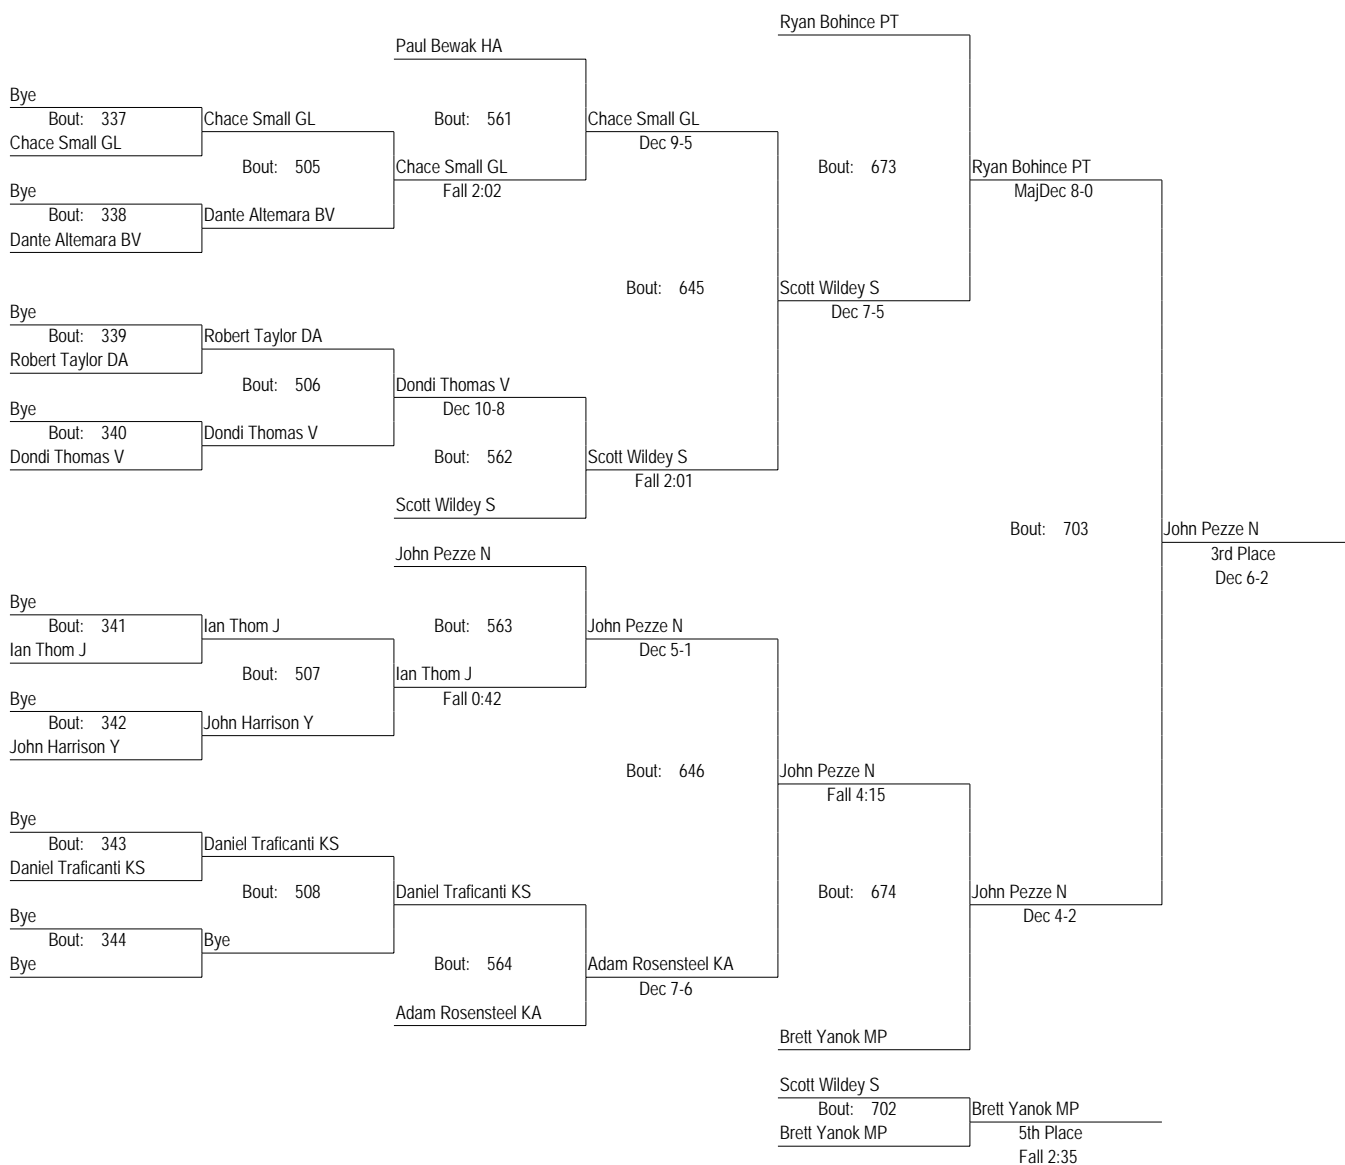 Ryan Bohince PT
Paul Bewak HA
Bye
Bout: 337
Chace Small GL
Chace Small GL
Bout: 561
Chace Small GL
Dec 9-5
Bout: 505
Chace Small GL
Fall 2:02
Bout: 673
Ryan Bohince PT
MajDec 8-0
Bye
Bout: 338
Dante Altemara BV
Dante Altemara BV
Bout: 645
Scott Wildey S
Dec 7-5
Bye
Bout: 339
Robert Taylor DA
Robert Taylor DA
Bout: 506
Dondi Thomas V
Dec 10-8
Bye
Bout: 340
Dondi Thomas V
Dondi Thomas V
Bout: 562
Scott Wildey S
Fall 2:01
Scott Wildey S
Bout: 703
John Pezze N
3rd Place
Dec 6-2
John Pezze N
Bye
Bout: 341
Ian Thom J
Ian Thom J
Bout: 563
John Pezze N
Dec 5-1
Bout: 507
Ian Thom J
Fall 0:42
Bye
Bout: 342
John Harrison Y
John Harrison Y
Bout: 646
John Pezze N
Fall 4:15
Bye
Bout: 343
Daniel Traficanti KS
Daniel Traficanti KS
Bout: 508
Daniel Traficanti KS
Bout: 674
John Pezze N
Dec 4-2
Bye
Bout: 344
Bye
Bye
Bout: 564
Adam Rosensteel KA
Dec 7-6
Adam Rosensteel KA
Brett Yanok MP
Scott Wildey S
Bout: 702
Brett Yanok MP
Brett Yanok MP
5th Place
Fall 2:35